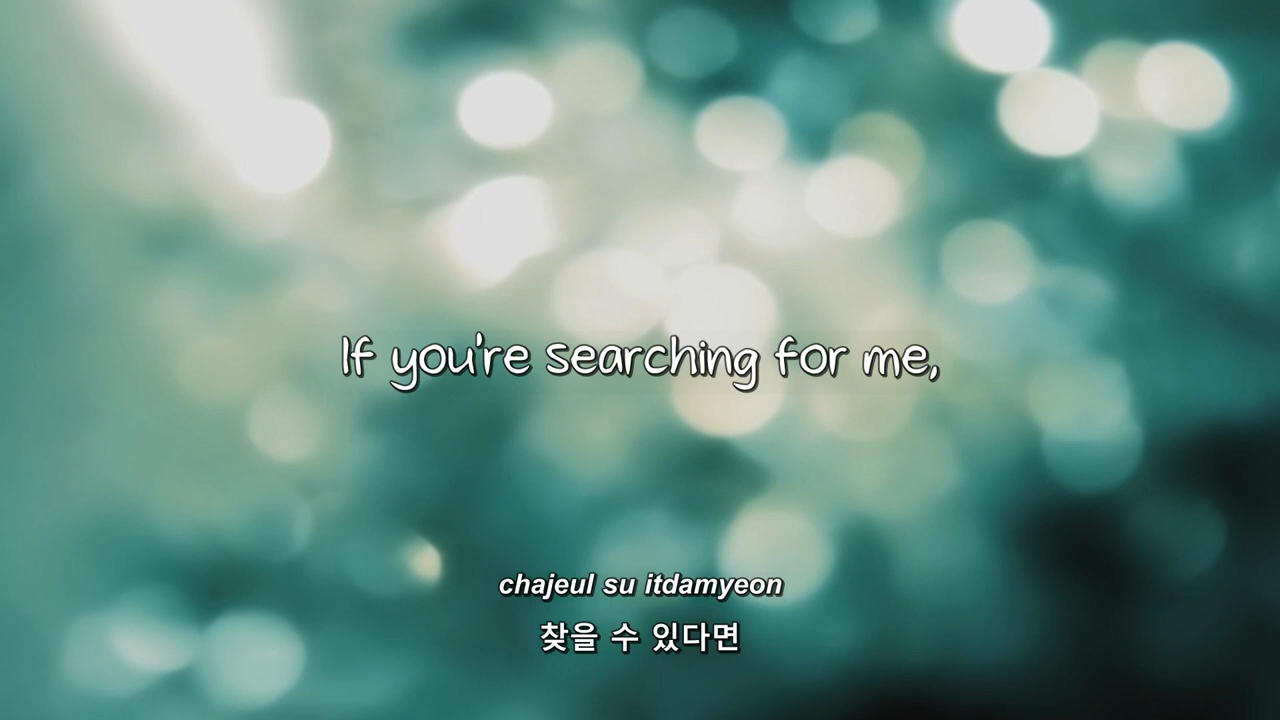 If you're searching for me,
chajeul su itdamyeon
찾을 수 있다면